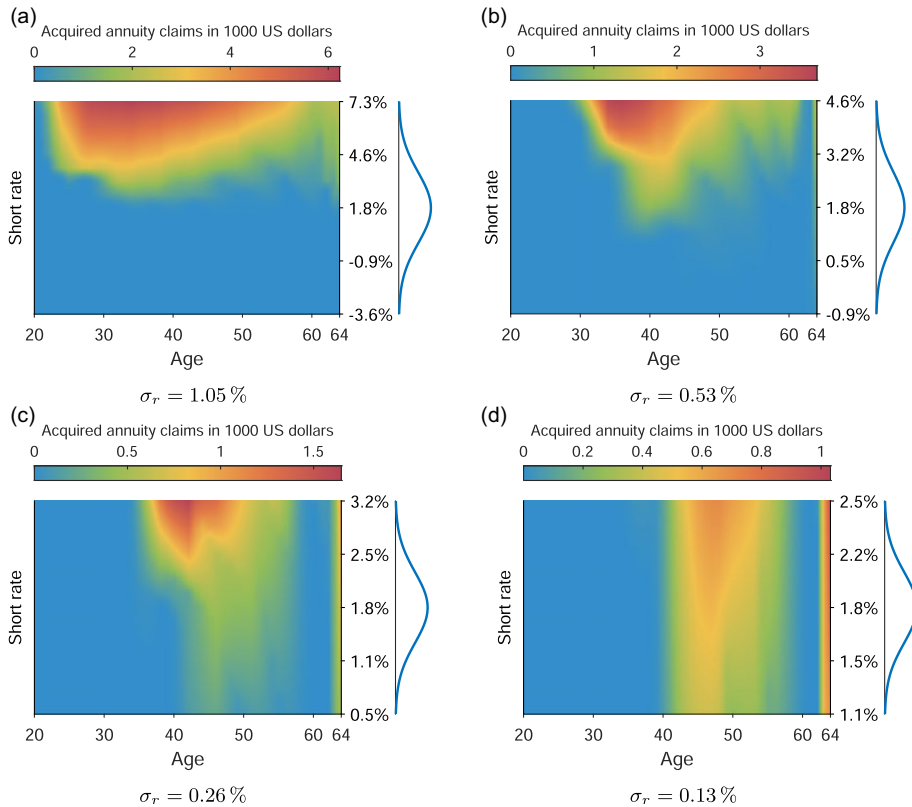 (a)
Acquired annuity claims in 1000 US dollars
0 2 4 6
Short rate
7.3%
4.6%
1.8%
-0.9%
-3.6%
20 30 40 50 60 64
Age
σr = 1.05 %
(b)
Acquired annuity claims in 1000 US dollars
0 1 2 3
Short rate
4.6%
3.2%
1.8%
0.5%
-0.9%
20 30 40 50 60 64
Age
σr = 0.53 %
(c)
Acquired annuity claims in 1000 US dollars
0 0.5 1 1.5
Short rate
3.2%
2.5%
1.8%
1.1%
0.5%
20 30 40 50 60 64
Age
σr = 0.26 %
(d)
Acquired annuity claims in 1000 US dollars
0 0.2 0.4 0.6 0.8 1
Short rate
2.5%
2.2%
1.8%
1.5%
1.1%
20 30 40 50 60 64
Age
σr = 0.13 %